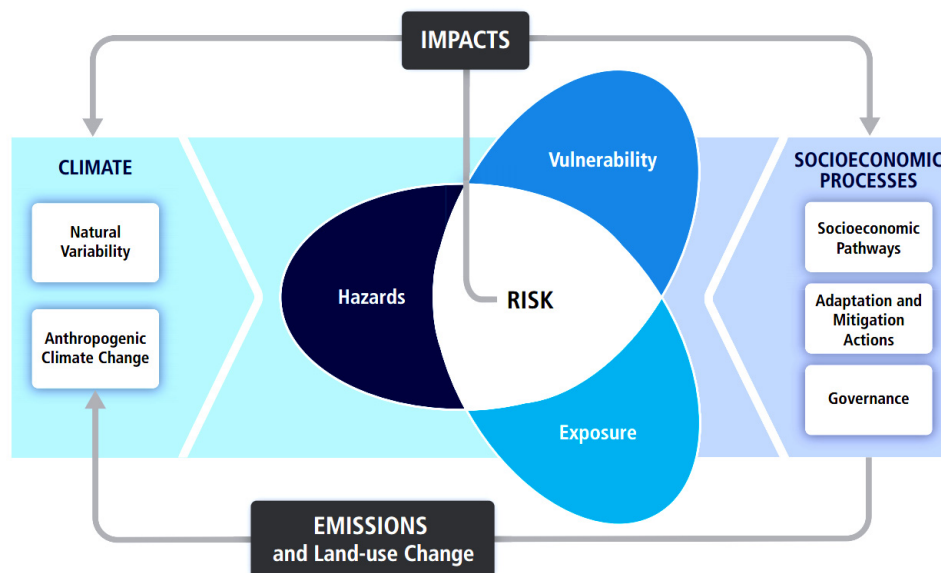 IMPACTS
CLIMATE
Natural
Variability
Anthropogenic
Climate Change
Vulnerability
Hazards
RISK
Exposure
SOCIOECONOMIC
PROCESSES
Socioeconomic
Pathways
Adaptation and
Mitigation
Actions
Governance
EMISSIONS
and Land-use Change